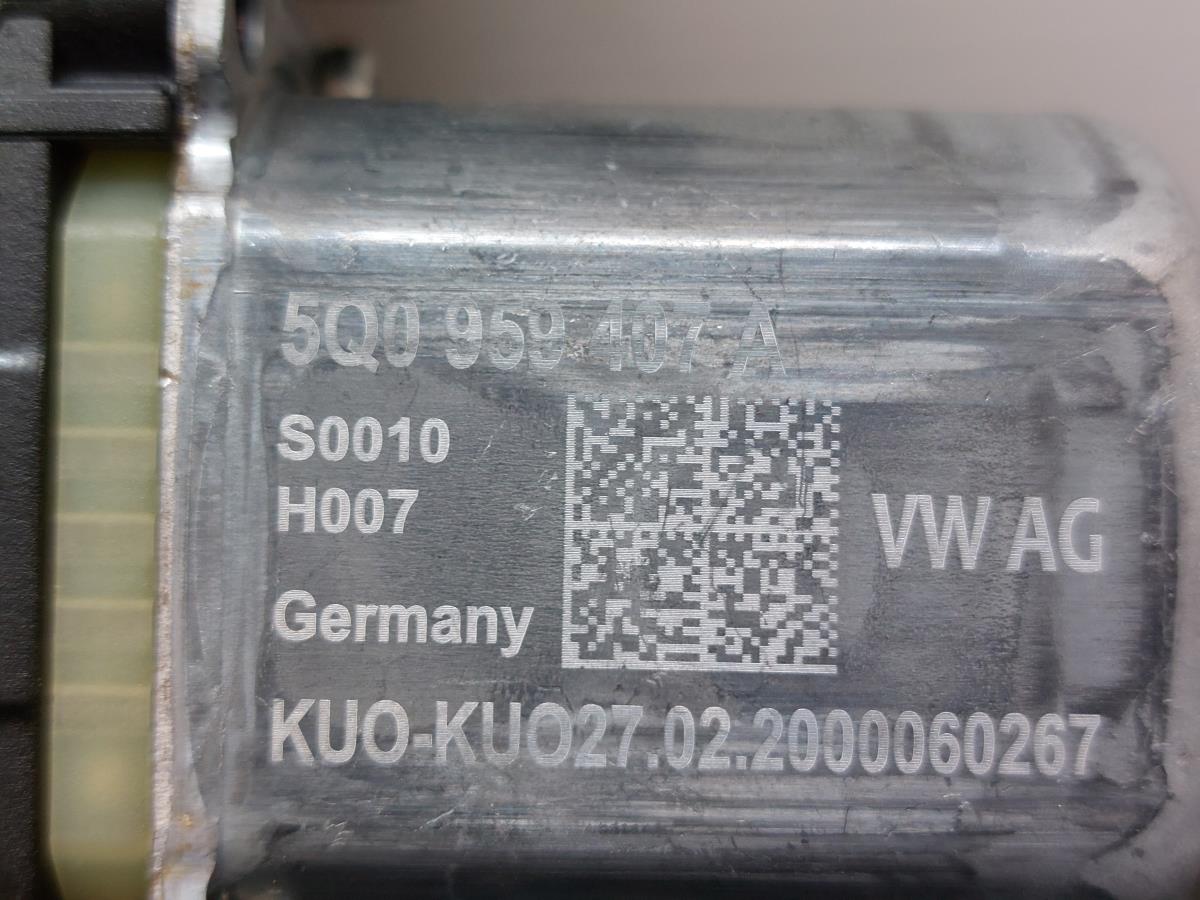 5Q0 959 407 A
S0010
H007
VW AG
Germany
KUO-KUO27.02.2000060267